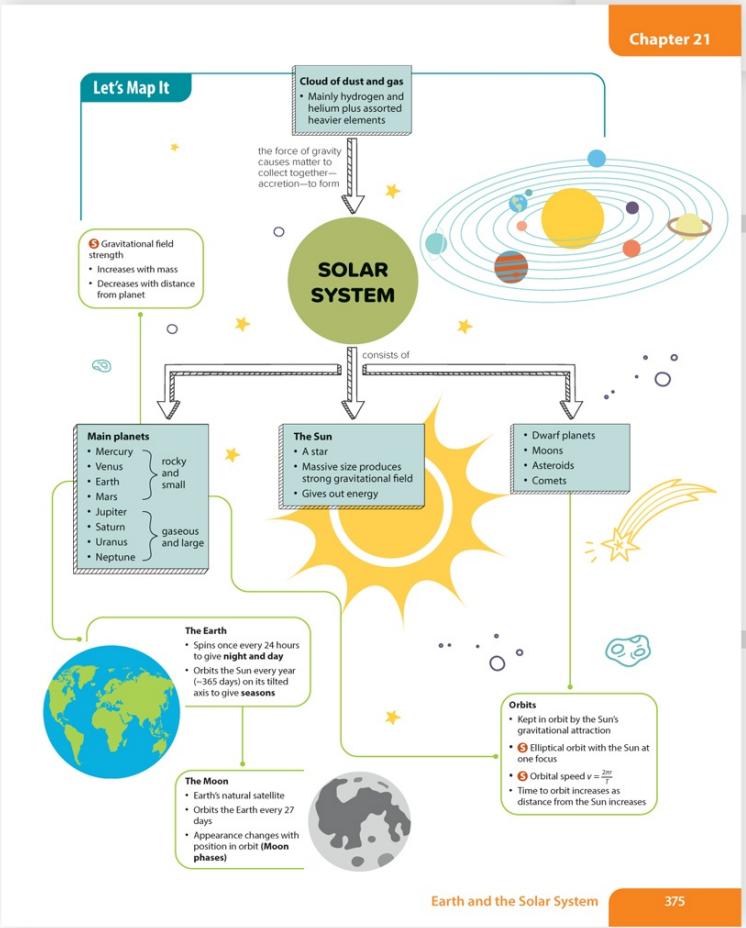 Chapter 21
Let's Map It
Cloud of dust and gas
• Mainly hydrogen and
helium plus assorted
heavier elements
the force of gravity
causes matter to
collect together—
accretion—to form
S Gravitational field
strength
• Increases with mass
• Decreases with distance
from planet
SOLAR
SYSTEM
consists of
Main planets
• Mercury
• Venus
• Earth
• Mars
rocky
and
small
• Jupiter
• Saturn
• Uranus
• Neptune
gaseous
and large
The Sun
• A star
• Massive size produces
strong gravitational field
• Gives out energy
• Dwarf planets
• Moons
• Asteroids
• Comets
The Earth
• Spins once every 24 hours
to give night and day
• Orbits the Sun every year
(~365 days) on its tilted
axis to give seasons
Orbits
• Kept in orbit by the Sun's
gravitational attraction
• S Elliptical orbit with the Sun at
one focus
• S Orbital speed v = 2πr/T
• Time to orbit increases as
distance from the Sun increases
The Moon
• Earth's natural satellite
• Orbits the Earth every 27
days
• Appearance changes with
position in orbit (Moon
phases)
Earth and the Solar System
375